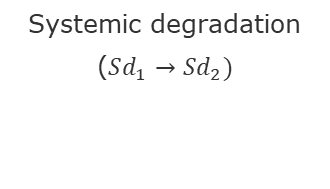 Systemic degradation
(Sd₁ → Sd₂)